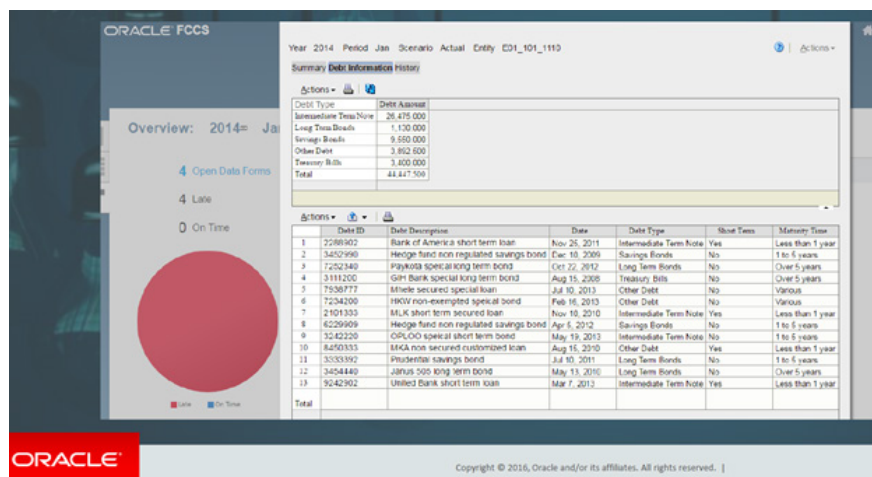 ORACLE FCCS
Year 2014 Period Jan Scenario Actual Entity E01_101_1110
Actions
Summary Debt Information History
Actions
Debt Type Debt Amount
Intermediate Term Note 26,475.000
Long Term Bonds 1,130.000
Savings Bonds 9,550.000
Other Debt 3,892.500
Treasury Bills 3,400.000
Total 44,447.500
Overview: 2014= Ja
4 Open Data Forms
4 Late
0 On Time
Late On Time
Actions
Debt ID Debt Description Date Debt Type Short Term Maturity Time
1 2288902 Bank of America short term loan Nov 25, 2011 Intermediate Term Note Yes Less than 1 year
2 3452990 Hedge fund non regulated savings bond Dec 10, 2009 Savings Bonds No 1 to 5 years
3 7252340 Paykota speical long term bond Oct 22, 2012 Long Term Bonds No Over 5 years
4 3111200 GIH Bank special long term bond Aug 15, 2008 Treasury Bills No Over 5 years
5 7938777 Mhele secured special loan Jul 10, 2013 Other Debt No Various
7 7234200 HKW non-exempted speical bond Feb 16, 2013 Other Debt No Various
7 2101333 MLK short term secured loan Nov 10, 2010 Intermediate Term Note Yes Less than 1 year
8 6229909 Hedge fund non regulated savings bond Apr 5, 2012 Savings Bonds No 1 to 5 years
9 3242220 OPLOO speical short term bond May 19, 2013 Intermediate Term Note No 1 to 5 years
10 8450333 MKA non secured customized loan Aug 15, 2010 Other Debt Yes Less than 1 year
11 3333392 Prudential savings bond Jul 10, 2011 Long Term Bonds No 1 to 5 years
12 3454440 Janus 505 long term bond May 13, 2010 Long Term Bonds No Over 5 years
13 9242902 United Bank short term loan Mar 7, 2013 Intermediate Term Note Yes Less than 1 year
Total
ORACLE
Copyright © 2016, Oracle and/or its affiliates. All rights reserved. |